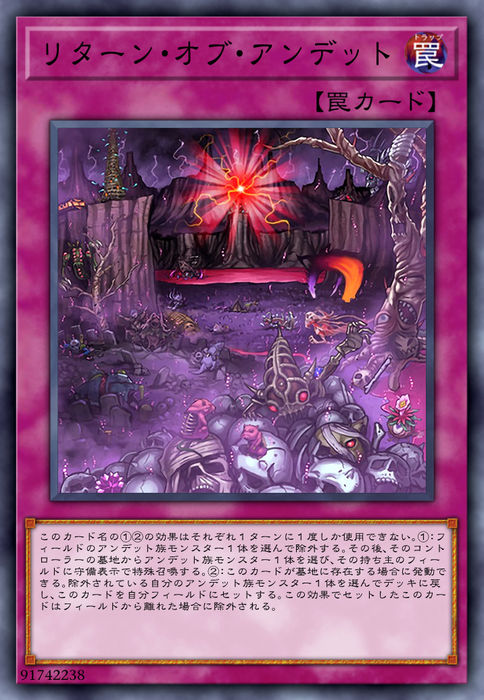 リターン・オブ・アンデット
トラップ
罠
【罠カード】
このカード名の①②の効果はそれぞれ１ターンに１度しか使用できない。①：フ
ィールドのアンデット族モンスター１体を選んで除外する。その後、そのコント
ローラーの墓地からアンデット族モンスター１体を選び、その持ち主のフィー
ルドに守備表示で特殊召喚する。②：このカードが墓地に存在する場合に発動で
きる。除外されている自分のアンデット族モンスター１体を選んでデッキに戻
し、このカードを自分フィールドにセットする。この効果でセットしたこのカー
ドはフィールドから離れた場合に除外される。
91742238